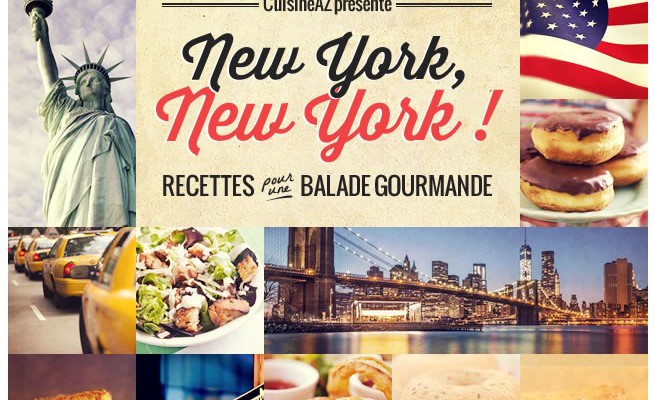 CuisineAZ présente
New York,
New York !
RECETTES pour une BALADE GOURMANDE